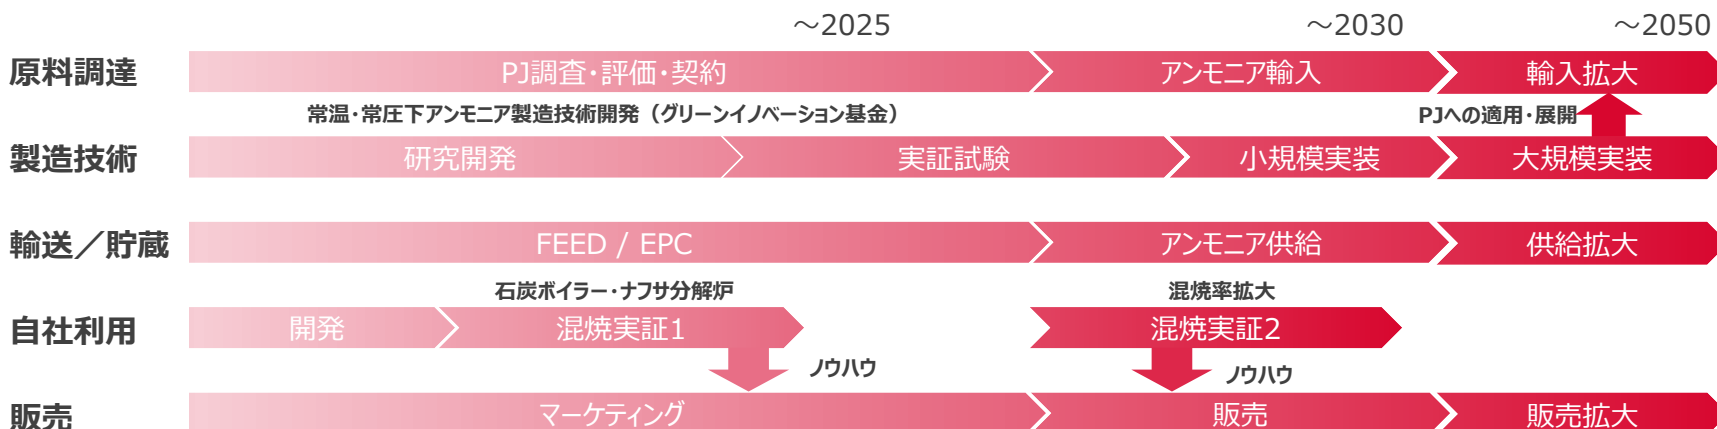 ～2025 ～2030 ～2050
原料調達 PJ調査・評価・契約 アンモニア輸入 輸入拡大
常温・常圧下アンモニア製造技術開発（グリーンイノベーション基金） PJへの適用・展開
製造技術 研究開発 実証試験 小規模実装 大規模実装
輸送／貯蔵 FEED / EPC アンモニア供給 供給拡大
石炭ボイラー・ナフサ分解炉 混焼率拡大
自社利用 開発 混焼実証1 混焼実証2
ノウハウ ノウハウ
販売 マーケティング 販売 販売拡大